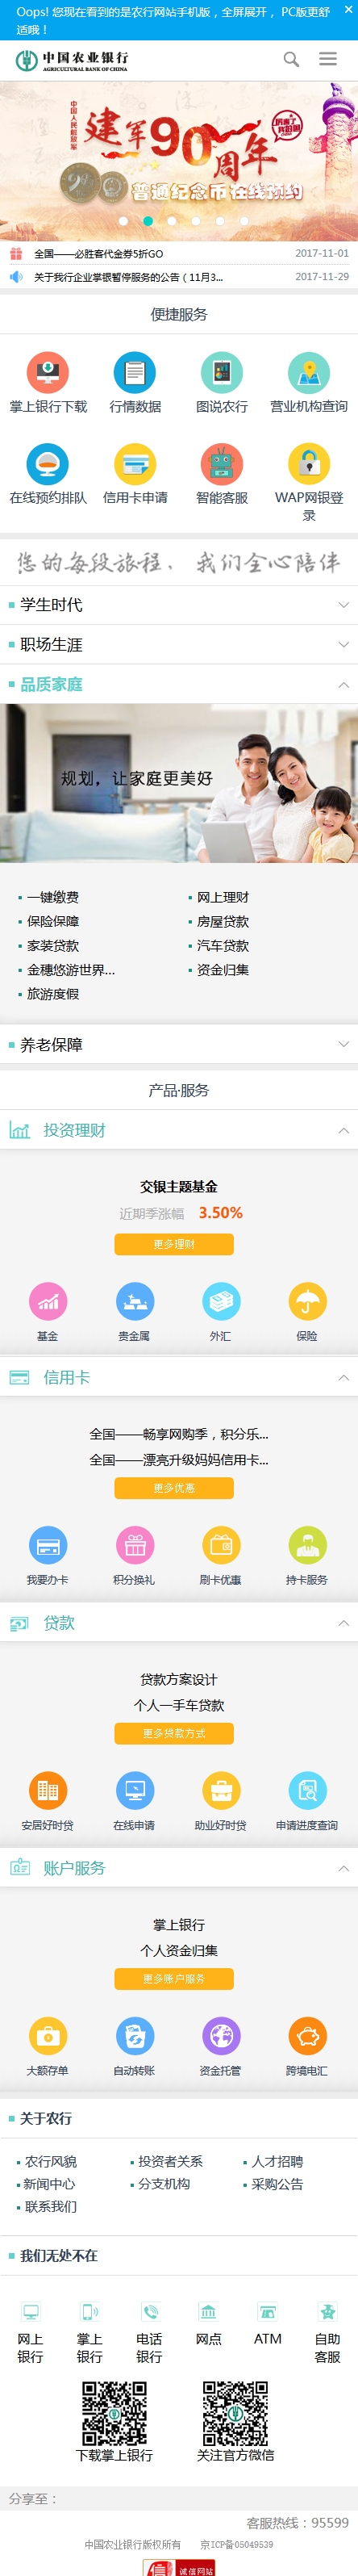 Oops! 您现在看到的是农行网站手机版，全屏展开， PC版更舒
适哦！
中国农业银行
AGRICULTURAL BANK OF CHINA
中国人民解放军
建军90周年
厉害了我的国
普通纪念币在线预约
全国——必胜客代金券5折GO 2017-11-01
关于我行企业掌银暂停服务的公告（11月3... 2017-11-29
便捷服务
掌上银行下载 行情数据 图说农行 营业机构查询
在线预约排队 信用卡申请 智能客服 WAP网银登
录
您的每段旅程，我们全心陪伴
学生时代
职场生涯
品质家庭
规划，让家庭更美好
一键缴费 网上理财
保险保障 房屋贷款
家装贷款 汽车贷款
金穗悠游世界... 资金归集
旅游度假
养老保障
产品·服务
投资理财
交银主题基金
近期季涨幅 3.50%
更多理财
基金 贵金属 外汇 保险
信用卡
全国——畅享网购季，积分乐...
全国——漂亮升级妈妈信用卡...
更多优惠
我要办卡 积分换礼 刷卡优惠 持卡服务
贷款
贷款方案设计
个人一手车贷款
更多贷款方式
安居好时贷 在线申请 助业好时贷 申请进度查询
账户服务
掌上银行
个人资金归集
更多账户服务
大额存单 自动转账 资金托管 跨境电汇
关于农行
农行风貌 投资者关系 人才招聘
新闻中心 分支机构 采购公告
联系我们
我们无处不在
网上 掌上 电话 网点 ATM 自助
银行 银行 银行 客服
下载掌上银行 关注官方微信
分享至：
客服热线：95599
中国农业银行版权所有 京ICP备05049539
诚信网站